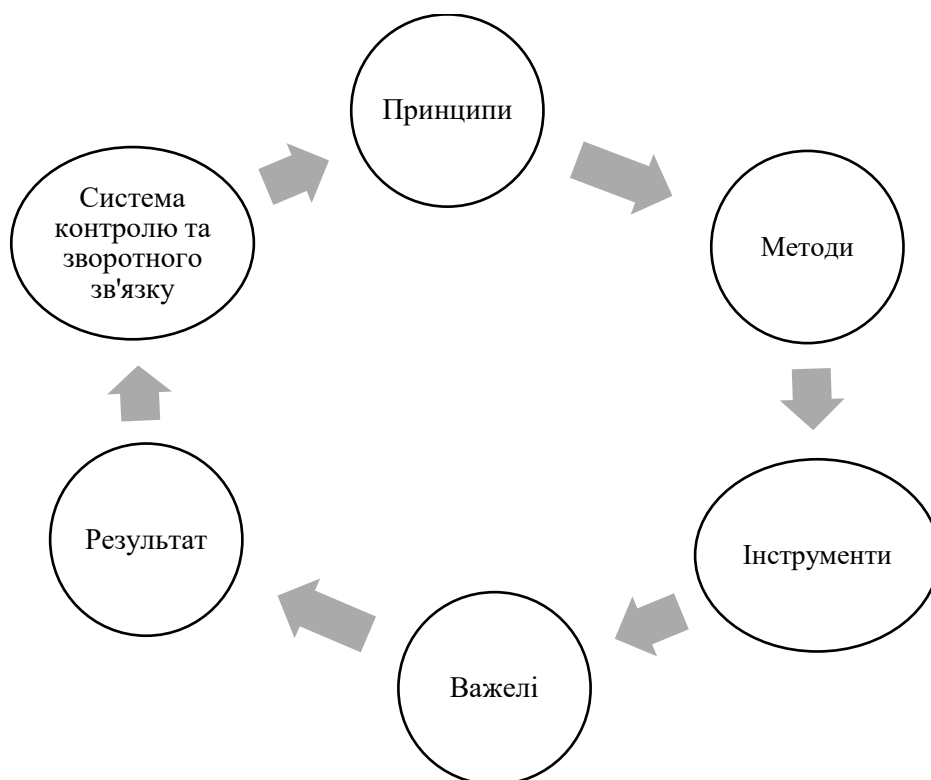 Принципи
Методи
Інструменти
Важелі
Результат
Система
контролю та
зворотного
зв'язку